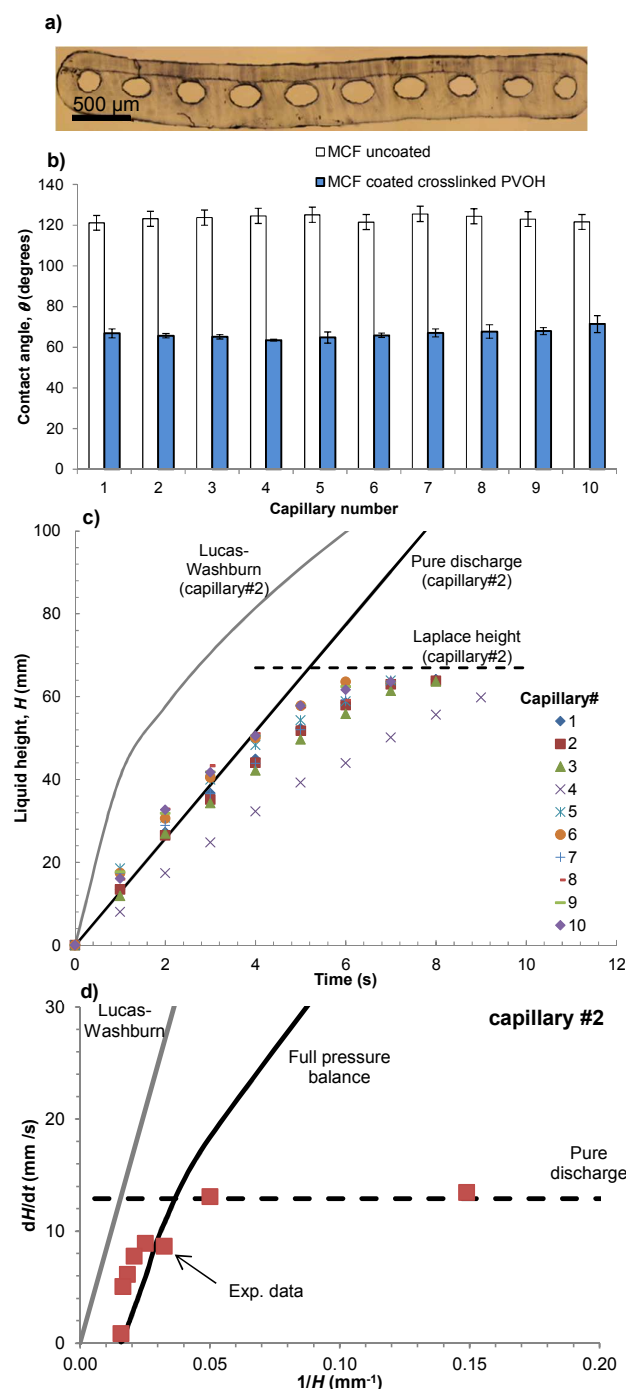 a)
500 µm
b)
MCF uncoated
MCF coated crosslinked PVOH
140
120
100
80
60
40
20
0
Contact angle, θ (degrees)
1 2 3 4 5 6 7 8 9 10
Capillary number
c)
100
80
60
40
20
0
Liquid height, H (mm)
Lucas-
Washburn
(capillary#2)
Pure discharge
(capillary#2)
Laplace height
(capillary#2)
Capillary#
1
2
3
4
5
6
7
8
9
10
0 2 4 6 8 10 12
Time (s)
d)
Lucas-
Washburn
capillary #2
Full pressure
balance
Pure
discharge
Exp. data
30
20
10
0
dH/dt (mm /s)
0.00 0.05 0.10 0.15 0.20
1/H (mm-1)